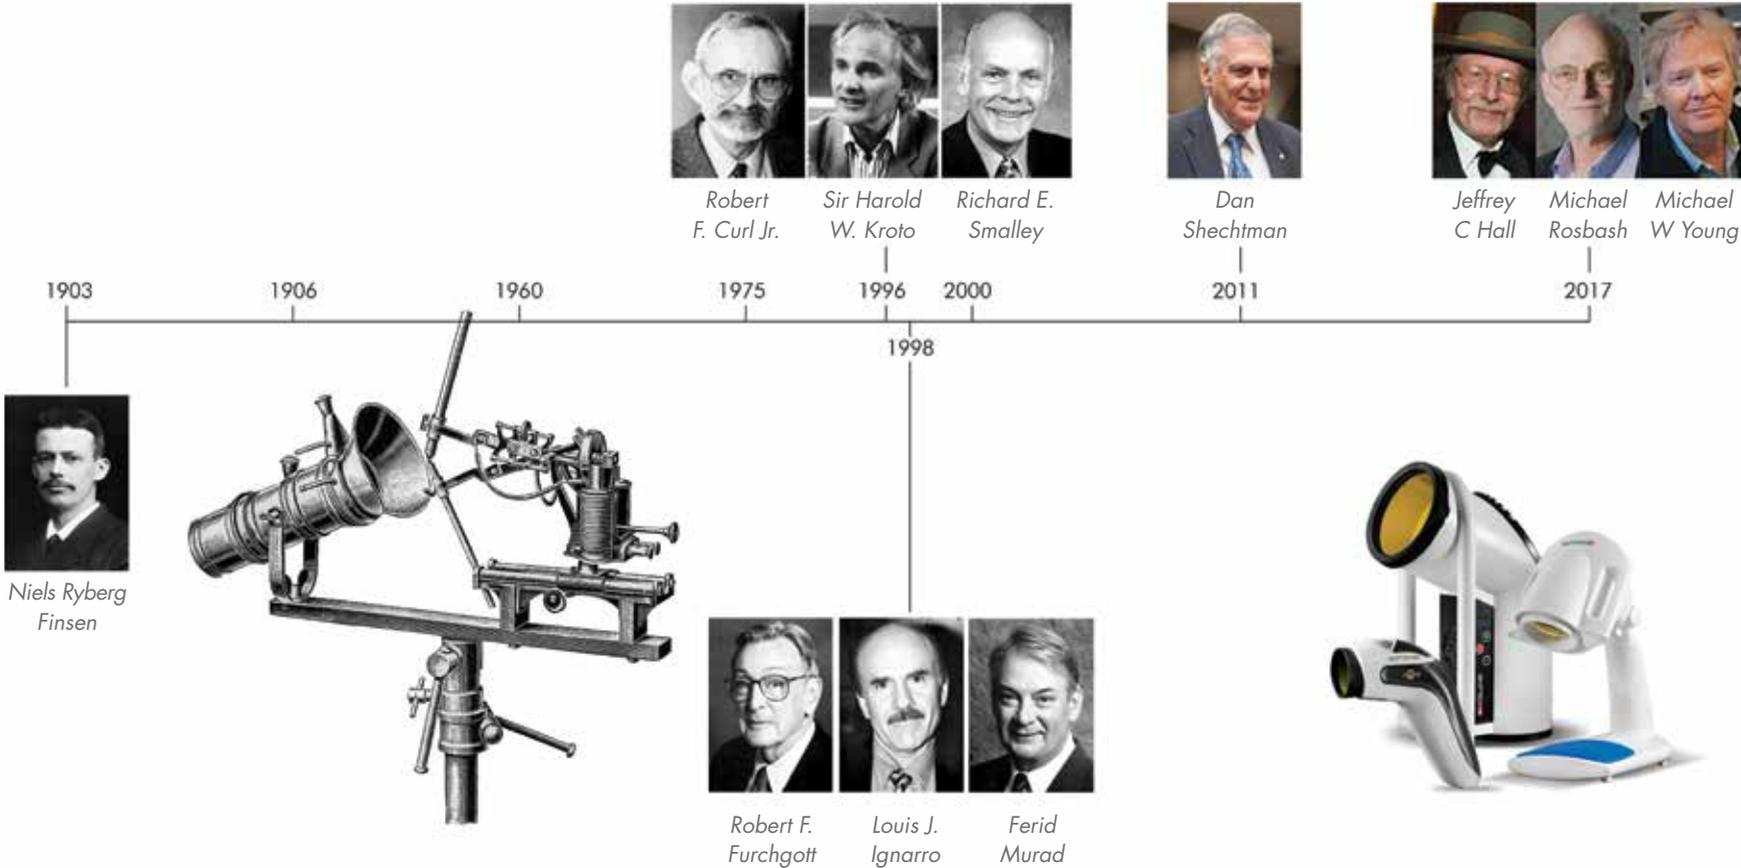 Robert
F. Curl Jr.
Sir Harold
W. Kroto
Richard E.
Smalley
Dan
Shechtman
Jeffrey
C Hall
Michael
Rosbash
Michael
W Young
1903
1906
1960
1975
1996
2000
2011
2017
1998
Niels Ryberg
Finsen
Robert F.
Furchgott
Louis J.
Ignarro
Ferid
Murad